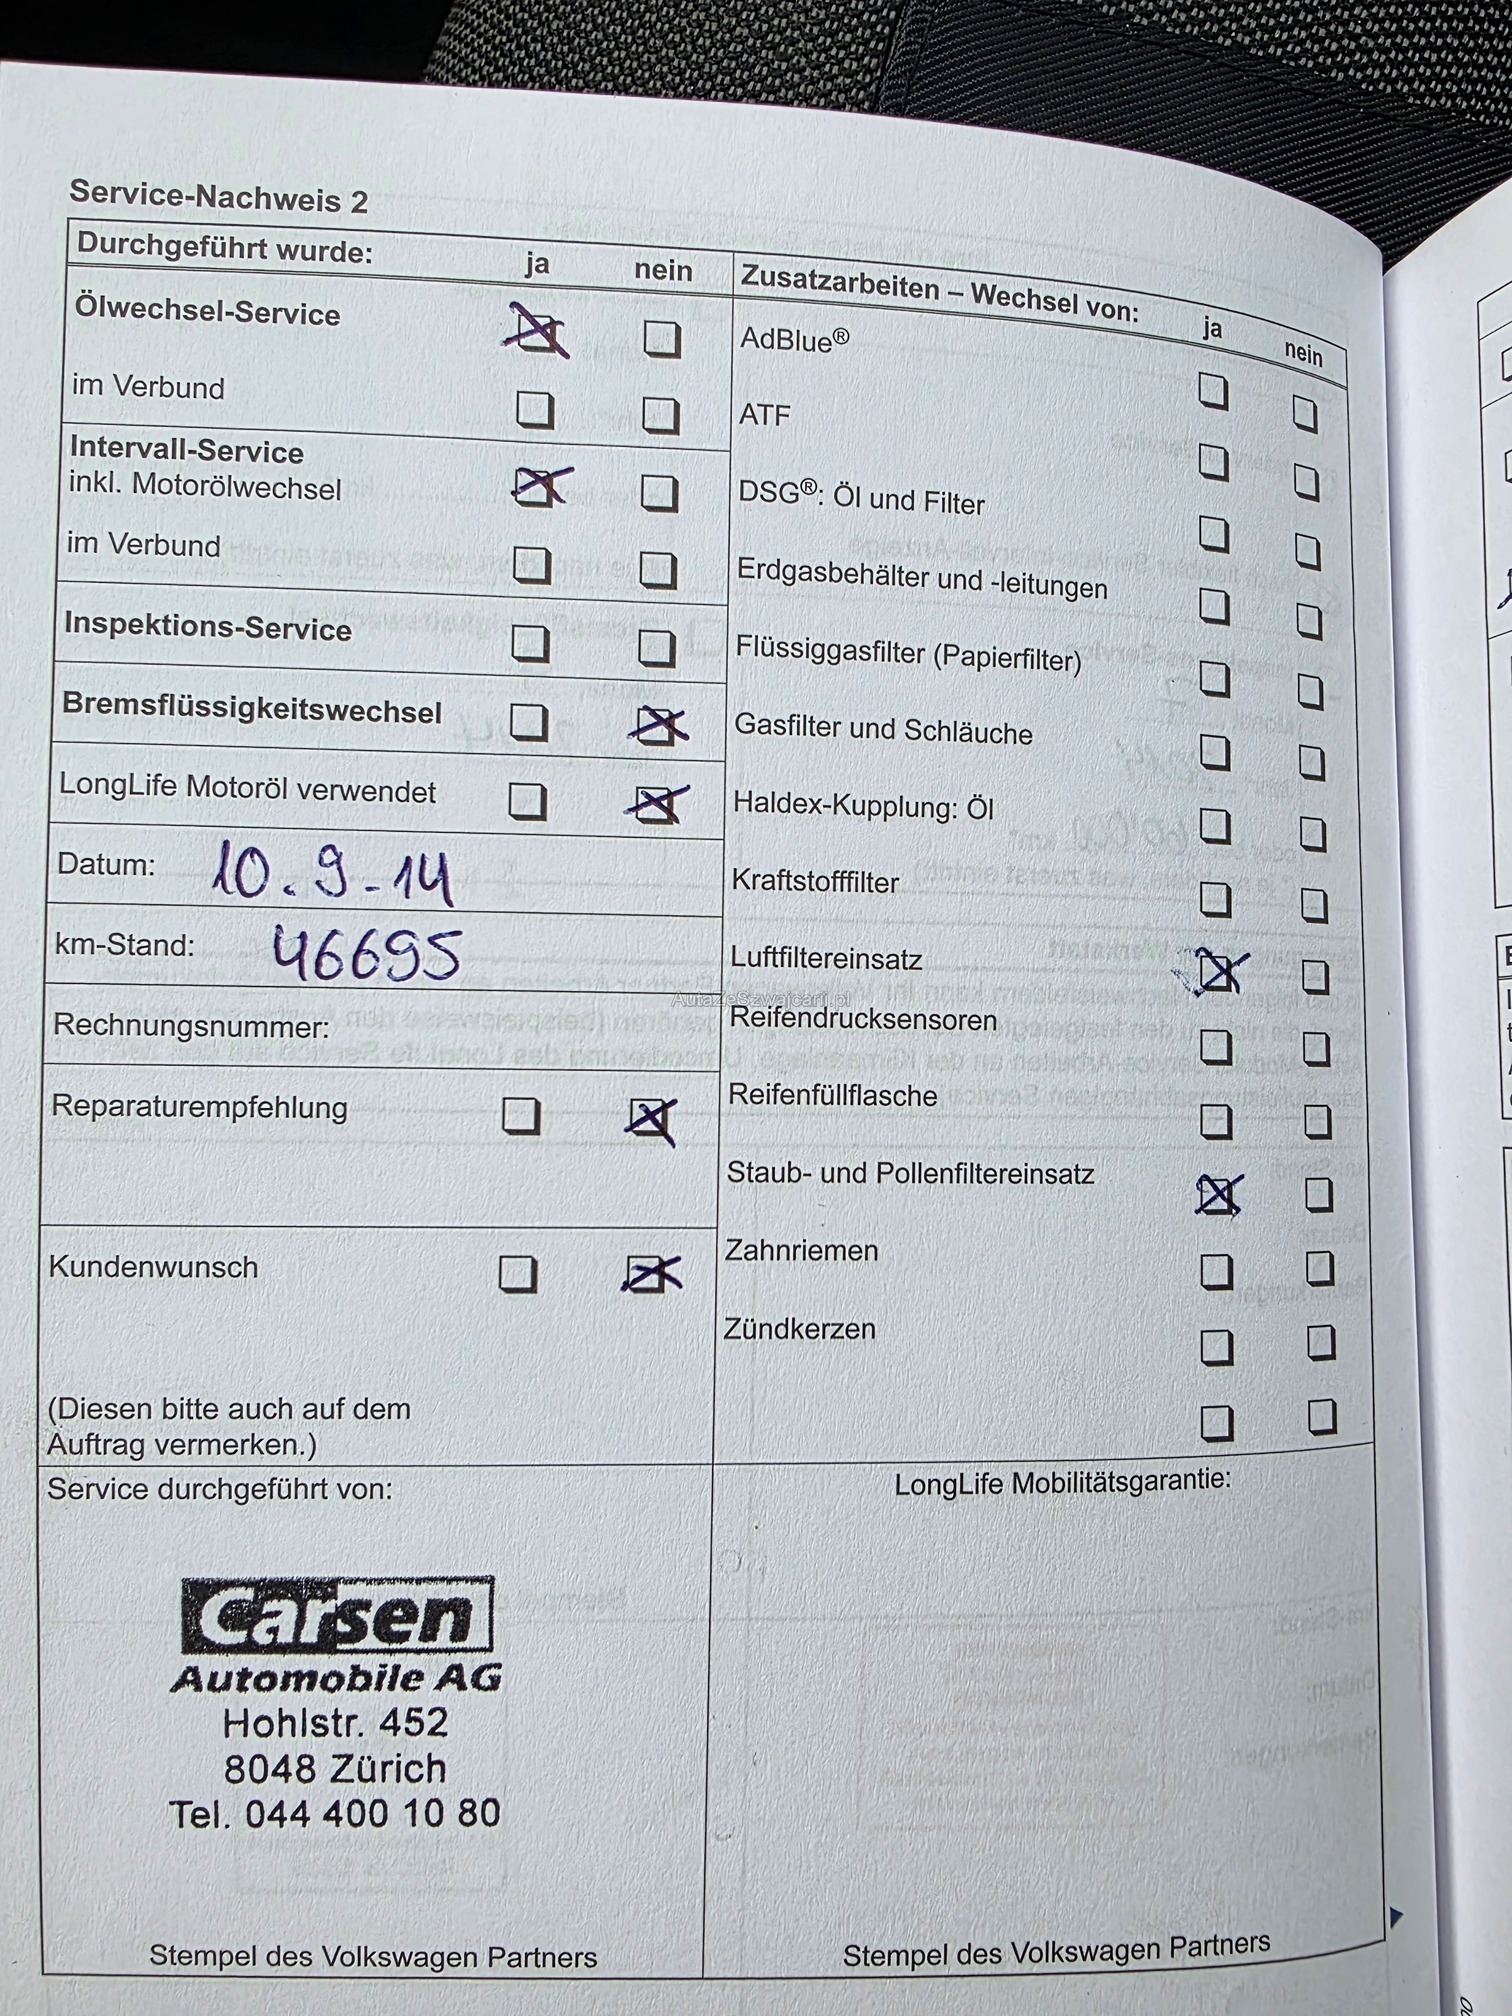 Service-Nachweis 2
Durchgeführt wurde: ja nein
Ölwechsel-Service
im Verbund
Intervall-Service
inkl. Motorölwechsel
im Verbund
Inspektions-Service
Bremsflüssigkeitswechsel
LongLife Motoröl verwendet
Datum: 10.9-14
km-Stand: 46695
Rechnungsnummer:
Reparaturempfehlung
Kundenwunsch
(Diesen bitte auch auf dem
Auftrag vermerken.)
Zusatzarbeiten – Wechsel von: ja nein
AdBlue®
ATF
DSG®: Öl und Filter
Erdgasbehälter und -leitungen
Flüssiggasfilter (Papierfilter)
Gasfilter und Schläuche
Haldex-Kupplung: Öl
Kraftstofffilter
Luftfiltereinsatz
AutaZeSzwajcarii.pl
Reifendrucksensoren
Reifenfüllflasche
Staub- und Pollenfiltereinsatz
Zahnriemen
Zündkerzen
Service durchgeführt von:
Carsen
Automobile AG
Hohlstr. 452
8048 Zürich
Tel. 044 400 10 80
Stempel des Volkswagen Partners
LongLife Mobilitätsgarantie:
Stempel des Volkswagen Partners